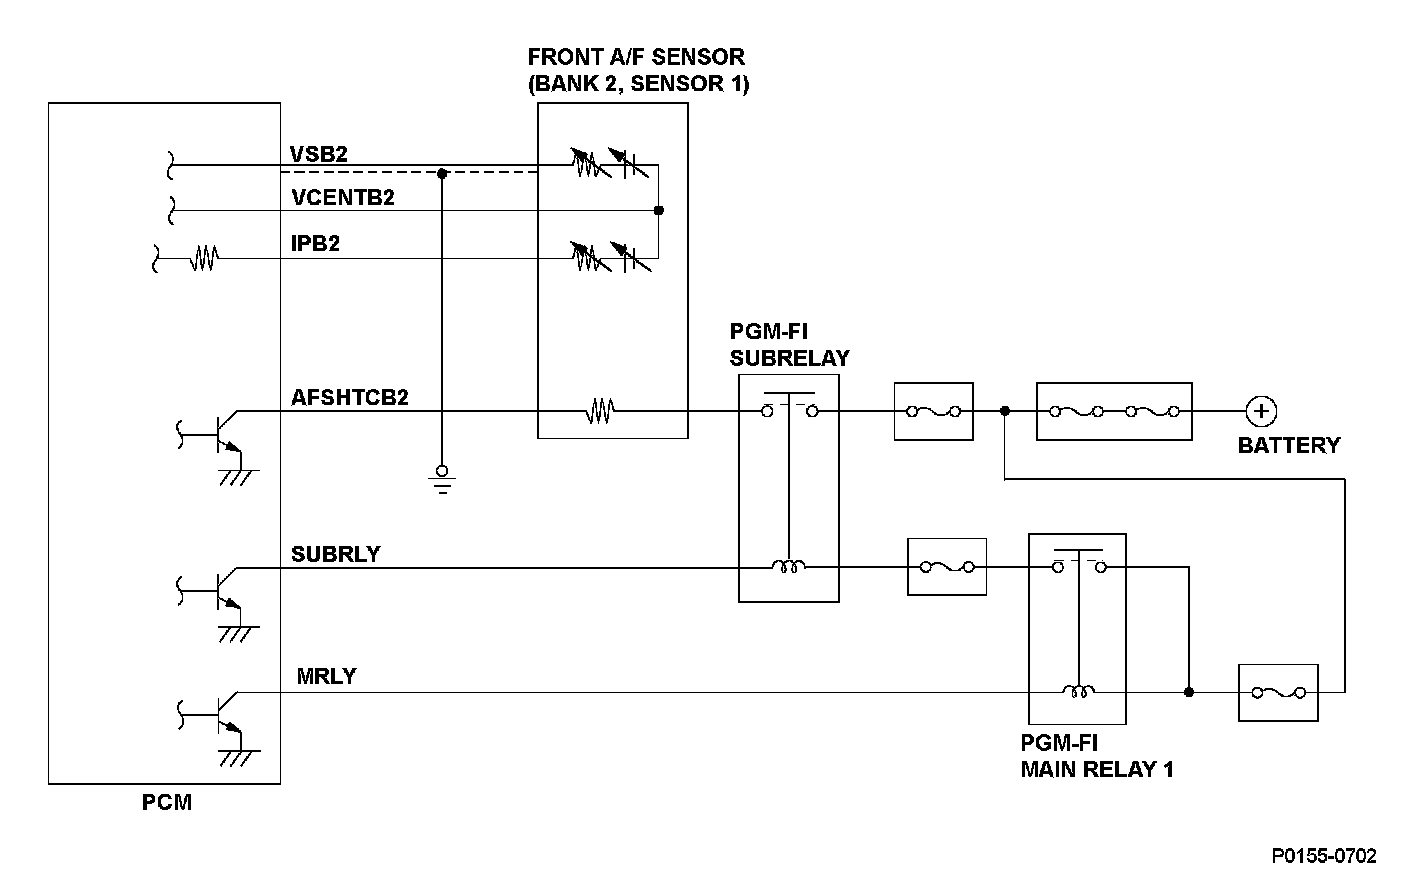 FRONT A/F SENSOR
(BANK 2, SENSOR 1)
VSB2
VCENTB2
IPB2
PGM-FI
SUBRELAY
AFSHTCB2
BATTERY
SUBRLY
MRLY
PGM-FI
MAIN RELAY 1
PCM
P0155-0702